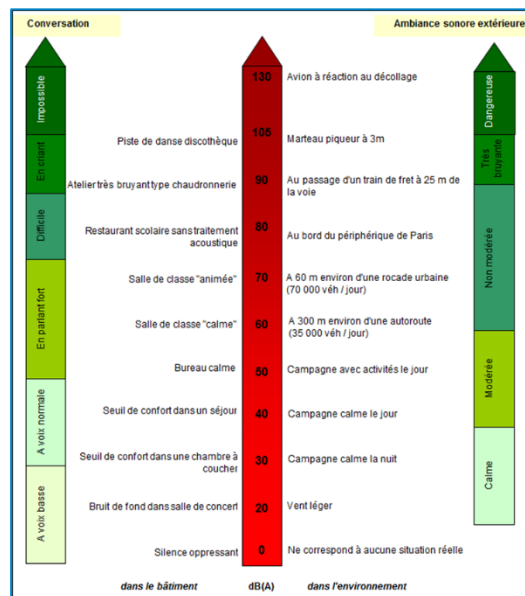 Conversation
Ambiance sonore extérieure
Impossible
En criant
Difficile
En parlant fort
A voix normale
A voix basse
130
Avion à réaction au décollage
Piste de danse discothèque
105
Marteau piqueur à 3m
Atelier très bruyant type chaudronnerie
90
Au passage d'un train de fret à 25 m de
la voie
Restaurant scolaire sans traitement
acoustique
80
Au bord du périphérique de Paris
Salle de classe "animée"
70
A 60 m environ d'une rocade urbaine
(70 000 véh / jour)
Salle de classe "calme"
60
A 300 m environ d'une autoroute
(35 000 véh / jour)
Bureau calme
50
Campagne avec activités le jour
Seuil de confort dans un séjour
40
Campagne calme le jour
Seuil de confort dans une chambre à
coucher
30
Campagne calme la nuit
Bruit de fond dans salle de concert
20
Vent léger
Silence oppressant
0
Ne correspond à aucune situation réelle
Dangereuse
Très
bruyante
Non modérée
Modérée
Calme
dans le bâtiment
dB(A)
dans l'environnement